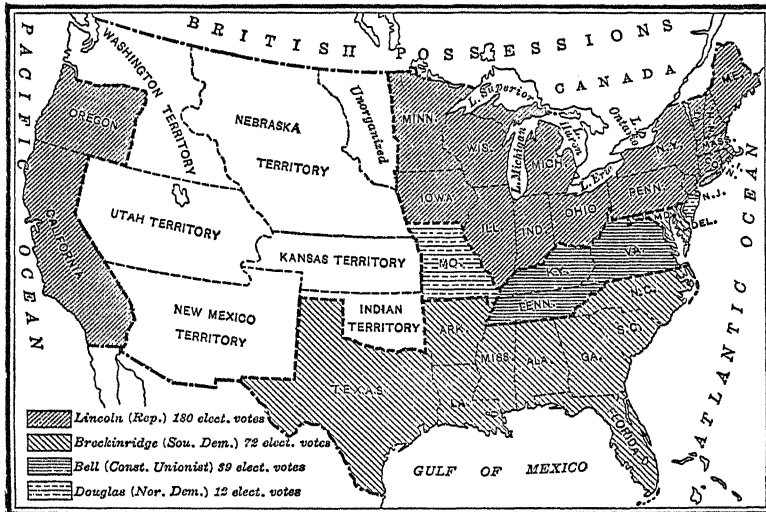 BRITISH POSSESSIONS
CANADA
PACIFIC OCEAN
WASHINGTON TERRITORY
OREGON
CALIFORNIA
NEBRASKA
TERRITORY
Unorganized
UTAH TERRITORY
KANSAS TERRITORY
NEW MEXICO
TERRITORY
INDIAN
TERRITORY
MINN.
WIS.
MICH.
IOWA
ILL.
IND.
OHIO
PENN.
N.Y.
ME.
N.H.
MASS.
N.J.
DEL.
MD.
VA.
KY.
TENN.
MO.
ARK.
N.C.
S.C.
GA.
ALA.
MISS.
LA.
TEXAS
FLORIDA
L. Superior
L. Michigan
L. Huron
L. Erie
L. Ontario
ATLANTIC OCEAN
GULF OF MEXICO
Lincoln (Rep.) 180 elect. votes
Breckinridge (Sou. Dem.) 72 elect. votes
Bell (Const. Unionist) 39 elect. votes
Douglas (Nor. Dem.) 12 elect. votes